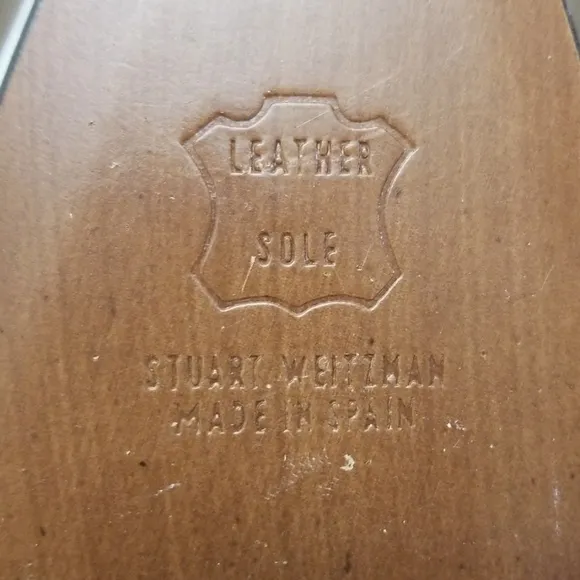 LEATHER
SOLE
STUART. WEITZMAN
MADE IN SPAIN